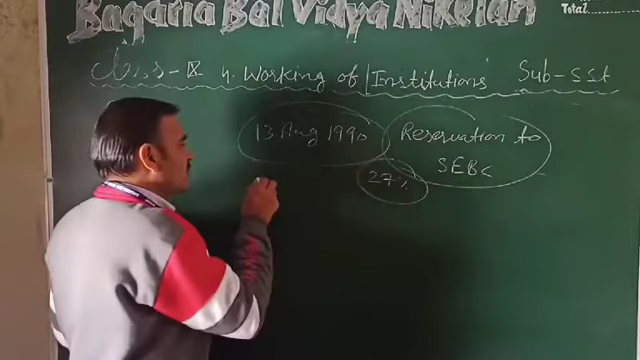 Bagaria Bal Vidya Niketan
Total
Class - IX 4. Working of Institutions Sub - SSt
13 Aug 1990 Reservation to
SEBC
27%